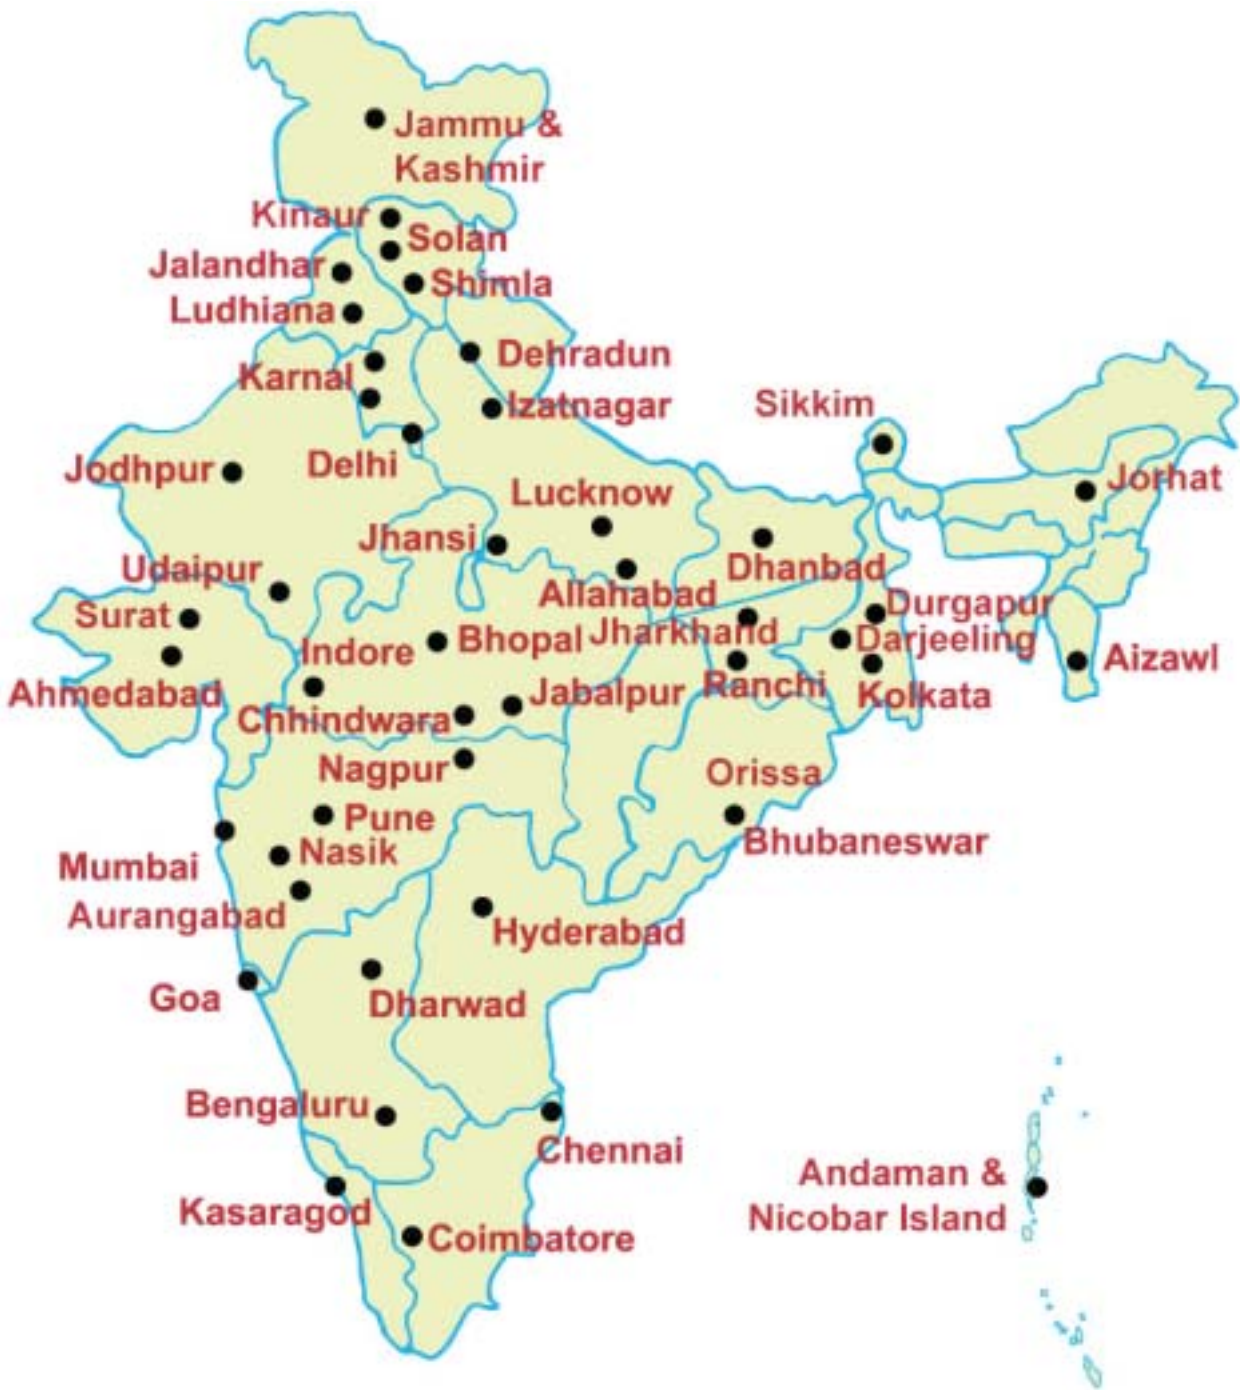 Jammu &
Kashmir
Kinaur
Solan
Jalandhar
Shimla
Ludhiana
Dehradun
Karnal
Izatnagar
Sikkim
Delhi
Jodhpur
Jorhat
Lucknow
Jhansi
Dhanbad
Udaipur
Allahabad
Durgapur
Surat
Jharkhand
Bhopal
Darjeeling
Indore
Aizawl
Ranchi
Ahmedabad
Jabalpur
Kolkata
Chhindwara
Nagpur
Orissa
Pune
Bhubaneswar
Nasik
Mumbai
Aurangabad
Hyderabad
Goa
Dharwad
Bengaluru
Chennai
Andaman &
Nicobar Island
Kasaragod
Coimbatore